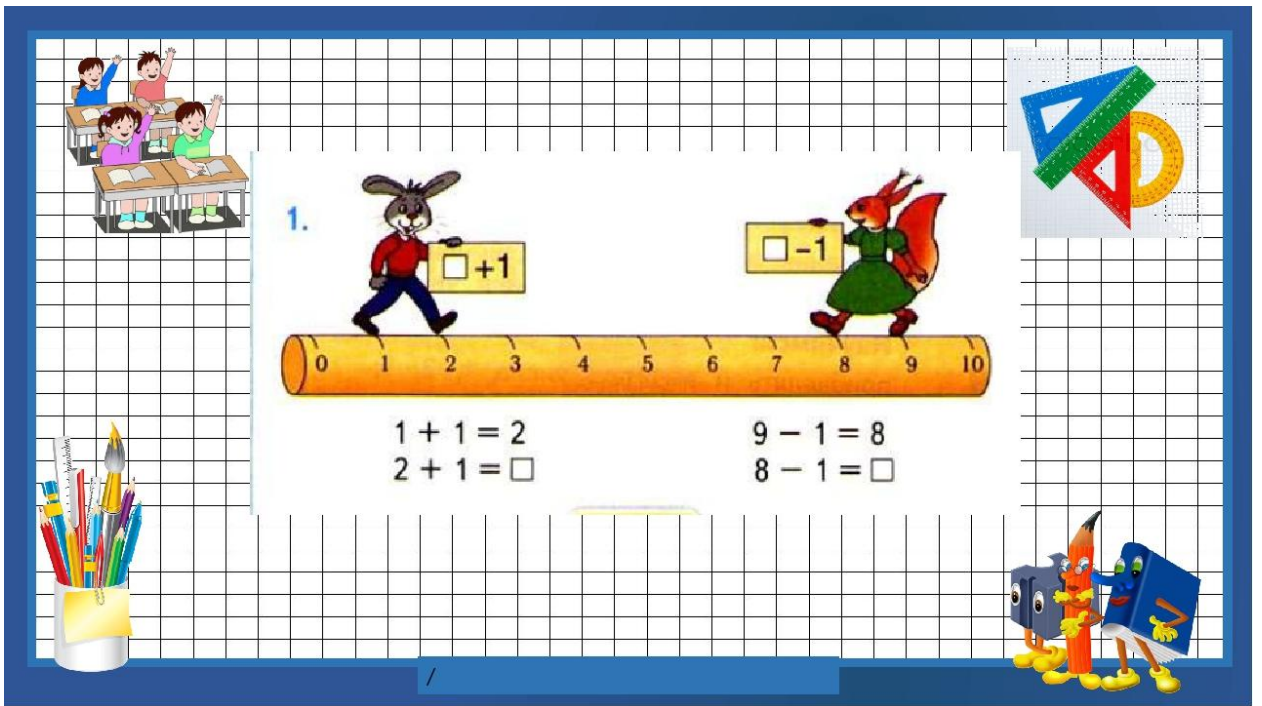 1.
□+1
□−1
0 1 2 3 4 5 6 7 8 9 10
1 + 1 = 2
2 + 1 = □
9 − 1 = 8
8 − 1 = □
/